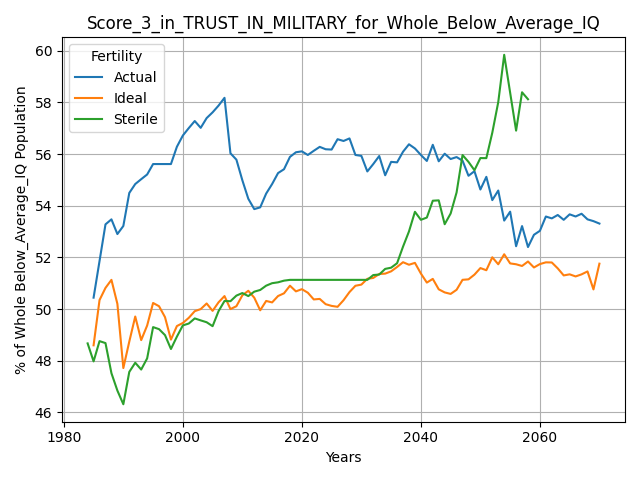 Score_3_in_TRUST_IN_MILITARY_for_Whole_Below_Average_IQ
Fertility
Actual
Ideal
Sterile
% of Whole Below_Average_IQ Population
60
58
56
54
52
50
48
46
1980
2000
2020
2040
2060
Years